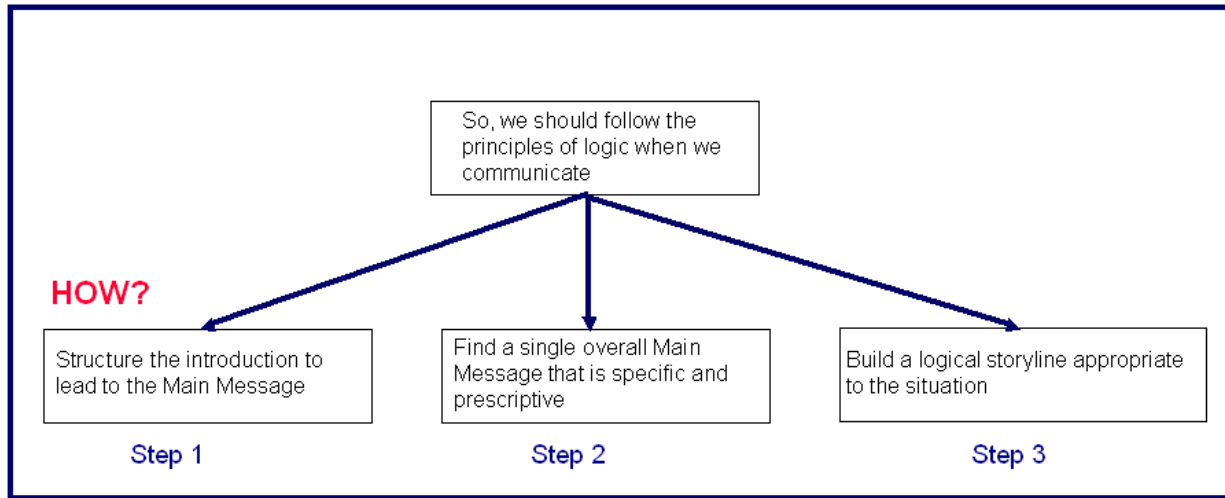 So, we should follow the
principles of logic when we
communicate
HOW?
Structure the introduction to
lead to the Main Message
Find a single overall Main
Message that is specific and
prescriptive
Build a logical storyline appropriate
to the situation
Step 1
Step 2
Step 3